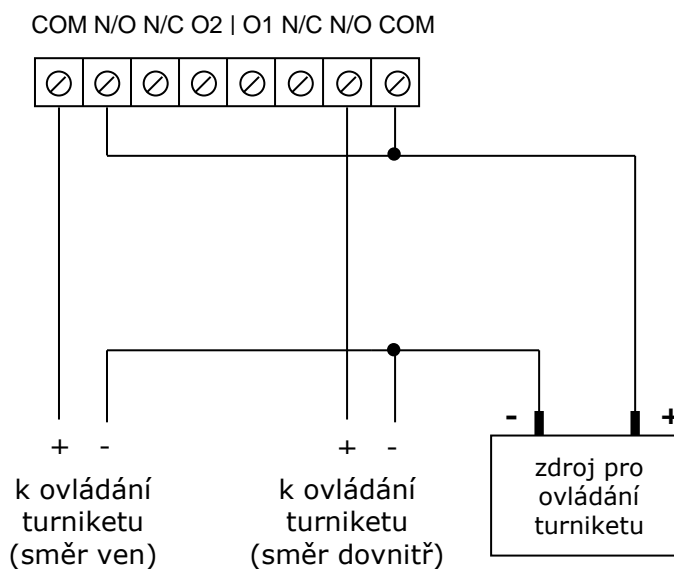 COM N/O N/C O2 | O1 N/C N/O COM
- +
+ - + -
k ovládání
turniketu
(směr ven)
k ovládání
turniketu
(směr dovnitř)
zdroj pro
ovládání
turniketu